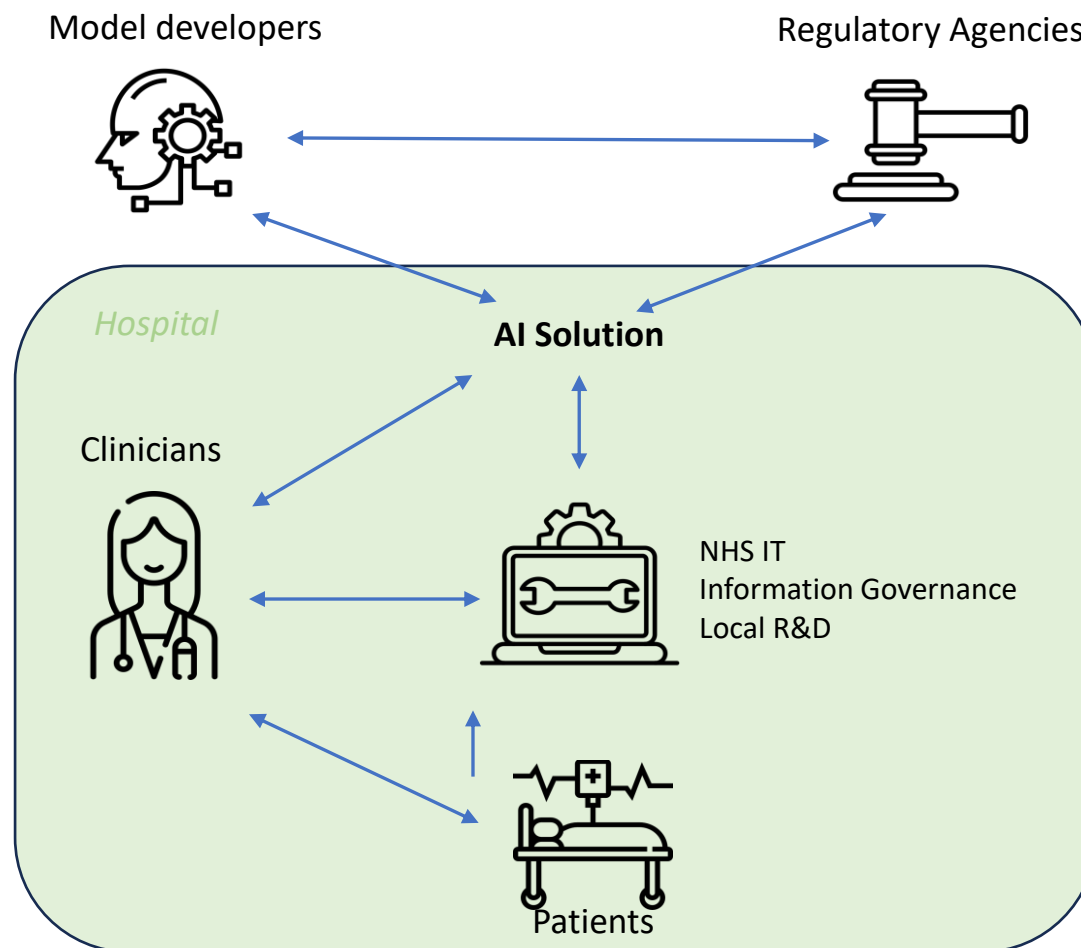 Model developers
Regulatory Agencies
Hospital
AI Solution
Clinicians
NHS IT
Information Governance
Local R&D
Patients